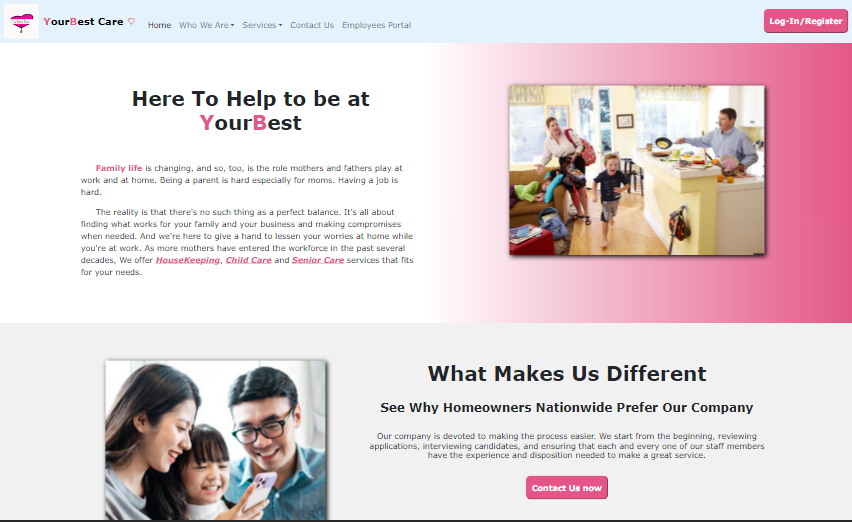 YourBest Care
Home
Who We Are
Services
Contact Us
Employees Portal
Log-In/Register
Here To Help to be at
YourBest
Family life is changing, and so, too, is the role mothers and fathers play at
work and at home. Being a parent is hard especially for moms. Having a job is
hard.
The reality is that there's no such thing as a perfect balance. It's all about
finding what works for your family and your business and making compromises
when needed. And we're here to give a hand to lessen your worries at home while
you're at work. As more mothers have entered the workforce in the past several
decades, We offer HouseKeeping, Child Care and Senior Care services that fits
for your needs.
What Makes Us Different
See Why Homeowners Nationwide Prefer Our Company
Our company is devoted to making the process easier. We start from the beginning, reviewing
applications, interviewing candidates, and ensuring that each and every one of our staff members
have the experience and disposition needed to make a great service.
Contact Us now